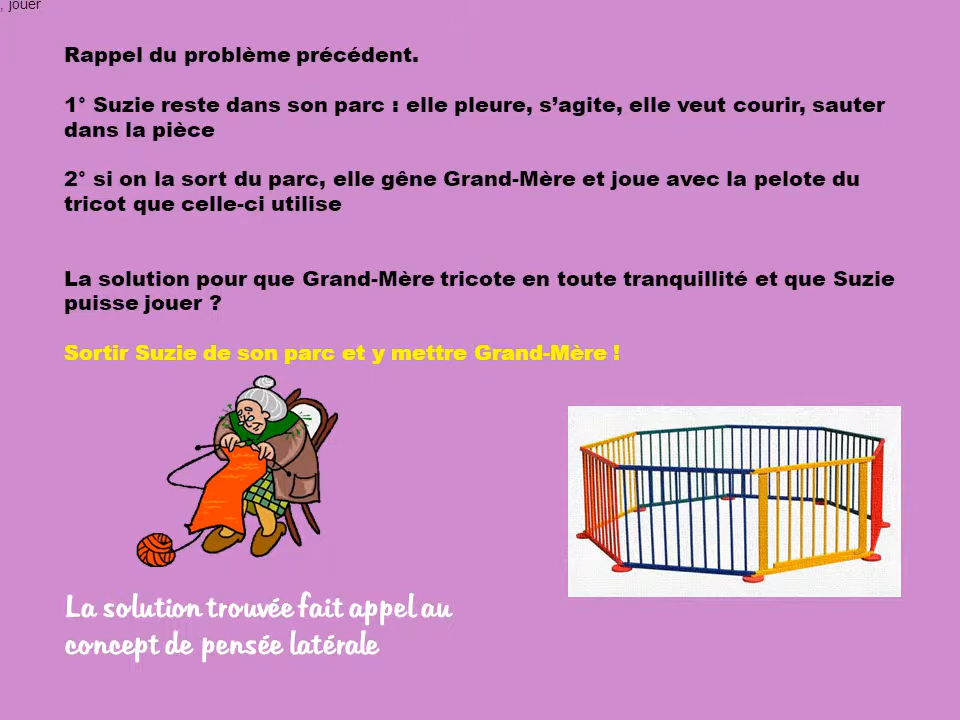 , jouer
Rappel du problème précédent.
1° Suzie reste dans son parc : elle pleure, s’agite, elle veut courir, sauter
dans la pièce
2° si on la sort du parc, elle gêne Grand-Mère et joue avec la pelote du
tricot que celle-ci utilise
La solution pour que Grand-Mère tricote en toute tranquillité et que Suzie
puisse jouer ?
Sortir Suzie de son parc et y mettre Grand-Mère !
La solution trouvée fait appel au
concept de pensée latérale